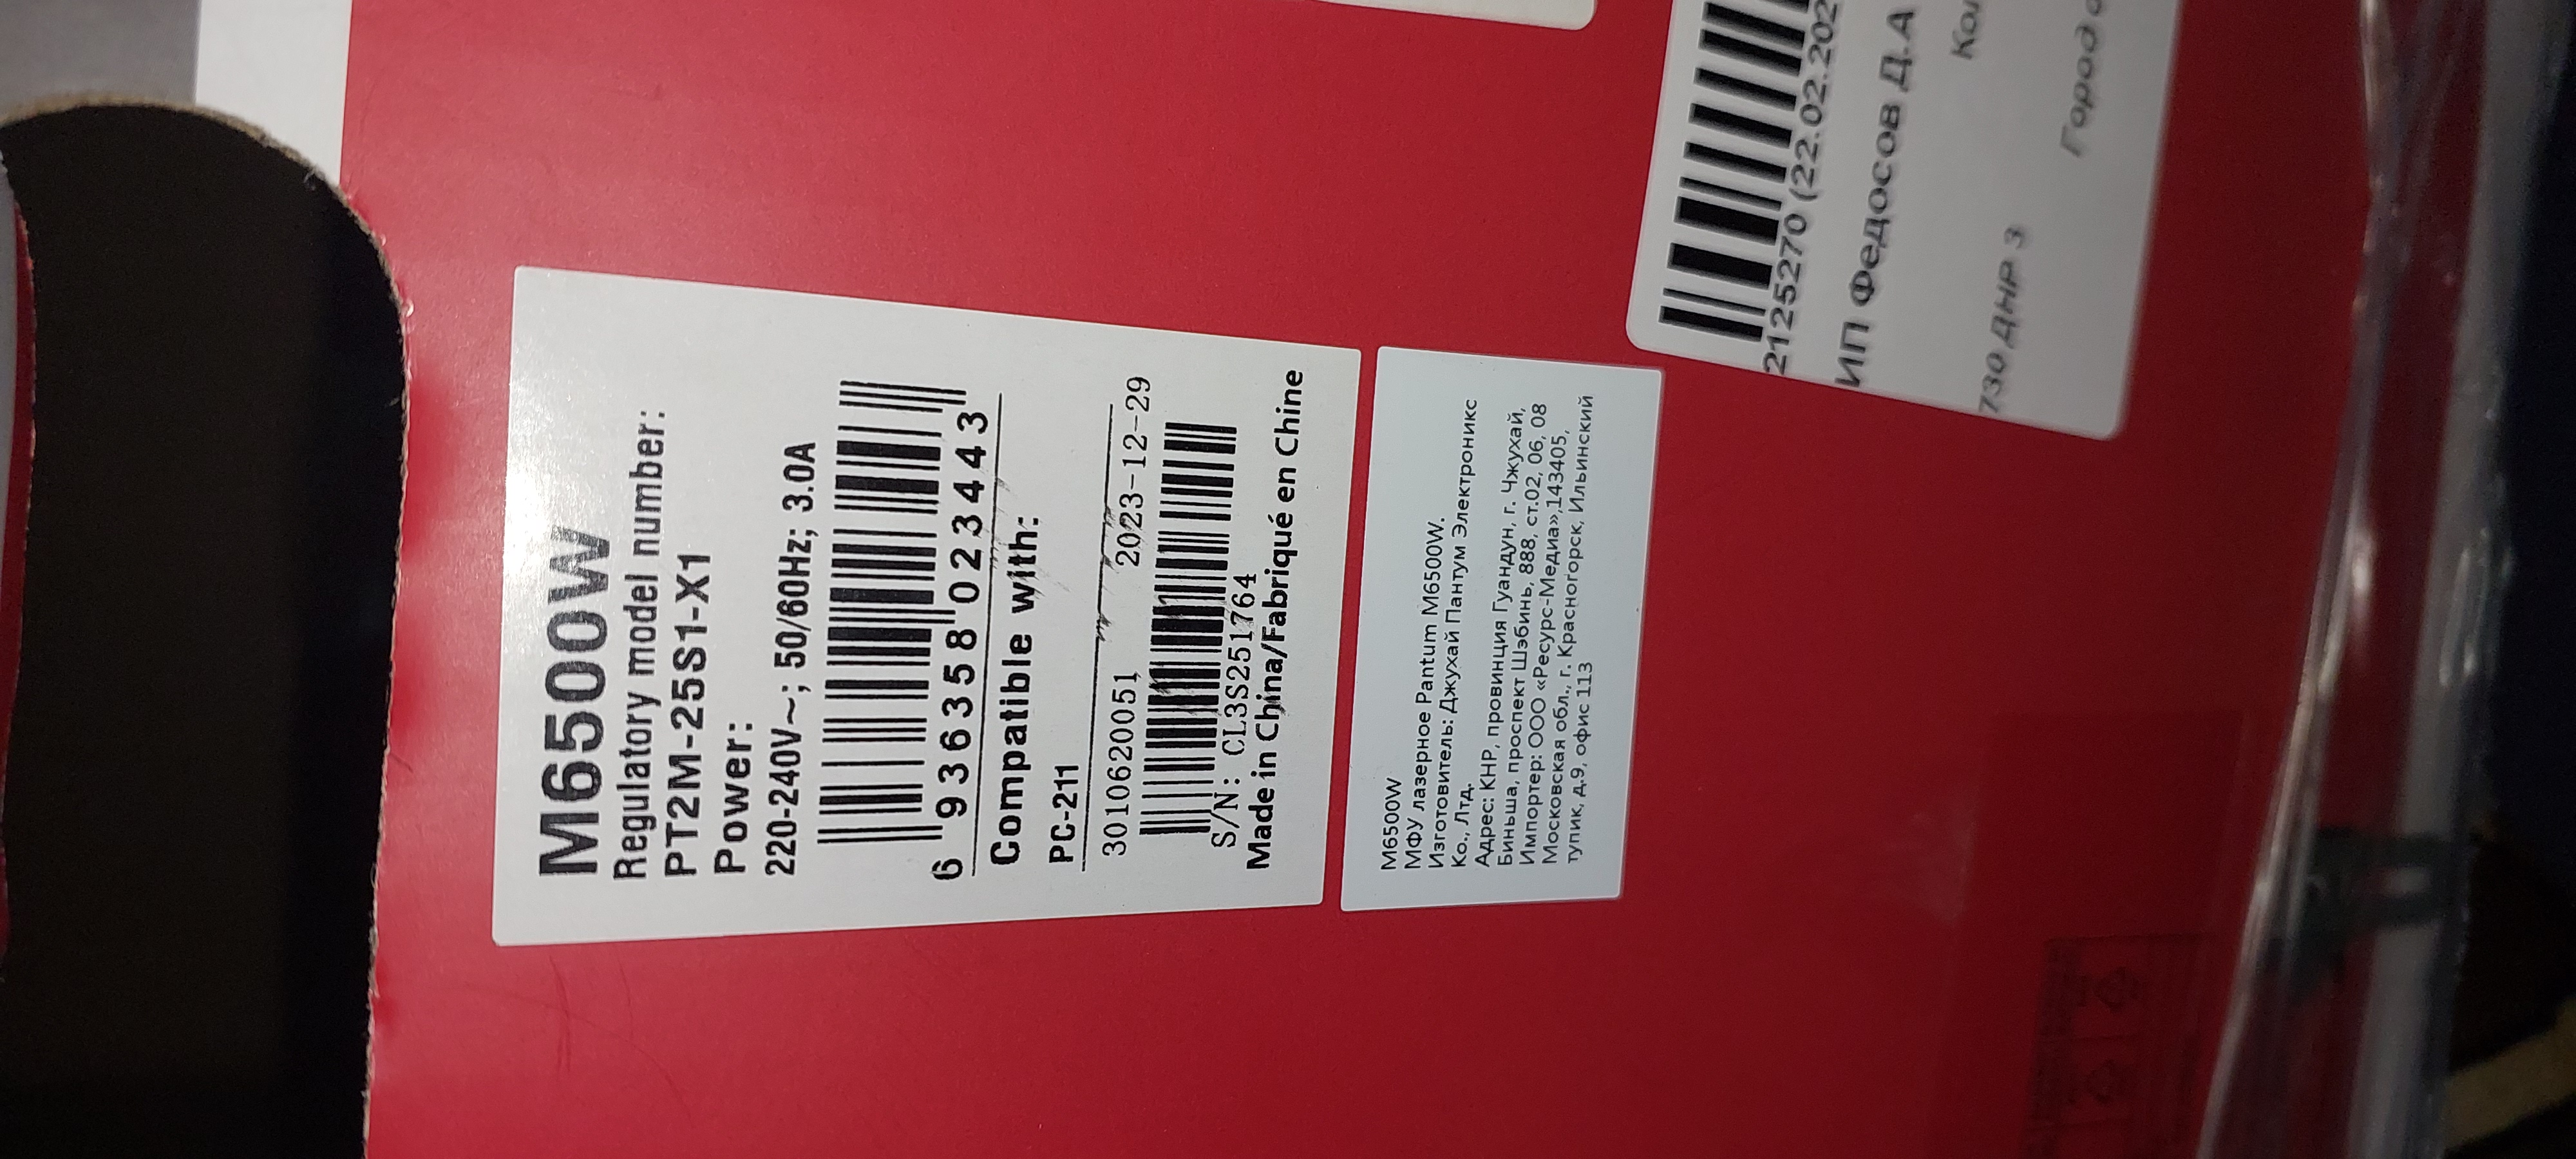 M6500W
Regulatory model number:
PT2M-25S1-X1
Power:
220-240V~; 50/60Hz; 3.0A
6 936358 023443
Compatible with:
PC-211
3010620051 2023-12-29
S/N: CL3S251764
Made in China/Fabriqué en Chine
M6500W
МФУ лазерное Pantum M6500W.
Изготовитель: Джухай Пантум Электроникс
Ко., Лтд.
Адрес: КНР, провинция Гуандун, г. Чжухай,
Биньша, проспект Шэбинь, 888, ст.02, 06, 08
Импортер: ООО «Ресурс-Медиа»,143405,
Московская обл., г. Красногорск, Ильинский
тупик, д.9, офис 113
21125270 (22.02.202
ИП Федосов Д.А
Кол
730 ДНР 3
Город